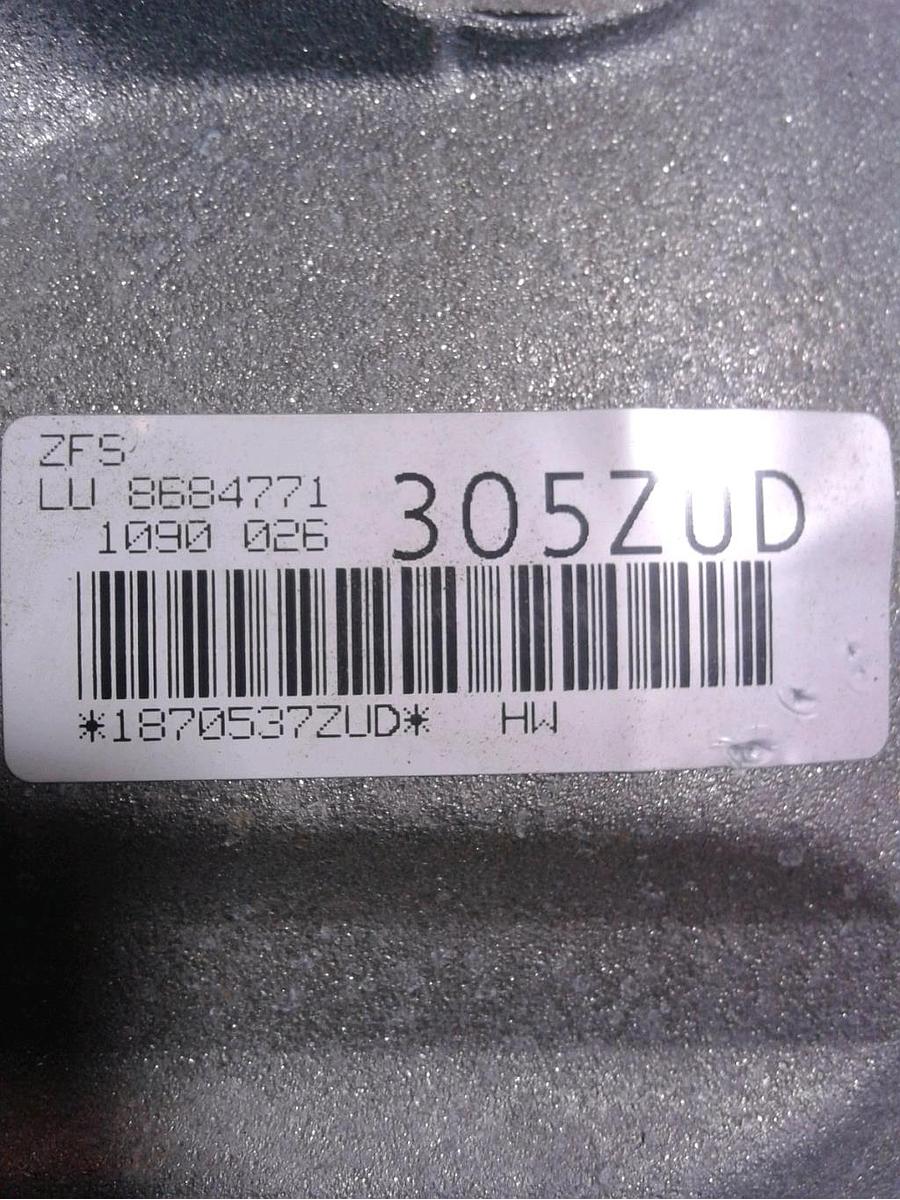 ZFS
LU 8684771
1090 026
305ZUD
*1870537ZUD* HW